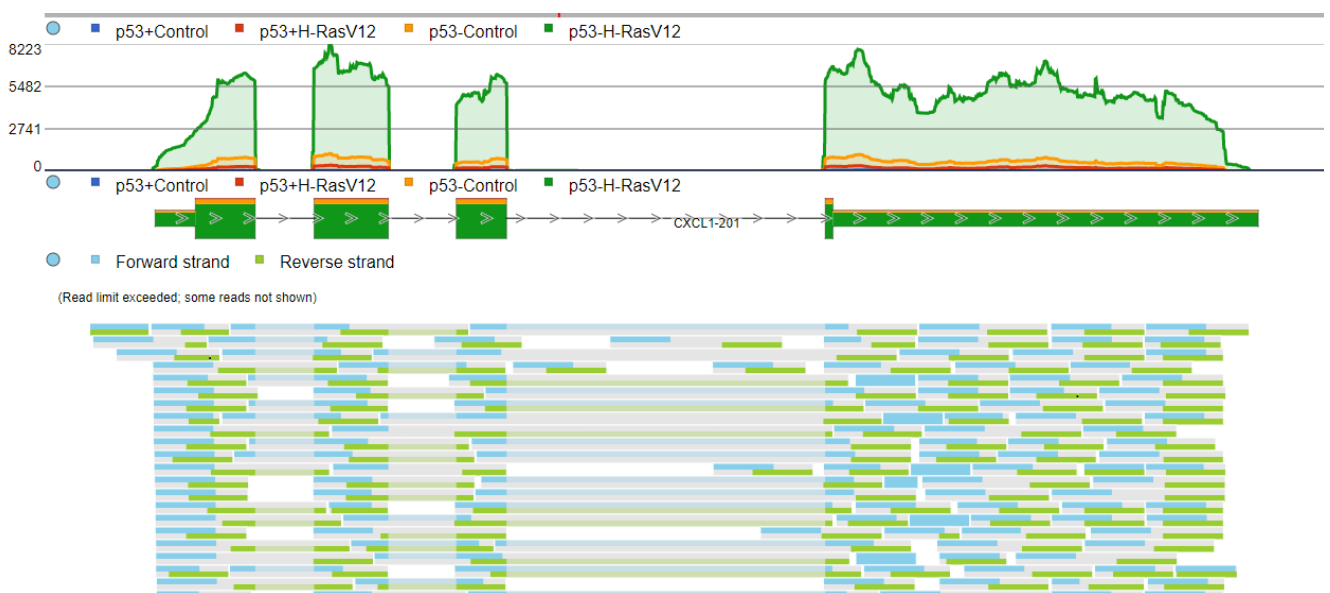 p53+Control p53+H-RasV12 p53-Control p53-H-RasV12
8223
5482
2741
0
p53+Control p53+H-RasV12 p53-Control p53-H-RasV12
CXCL1-201
Forward strand Reverse strand
(Read limit exceeded; some reads not shown)